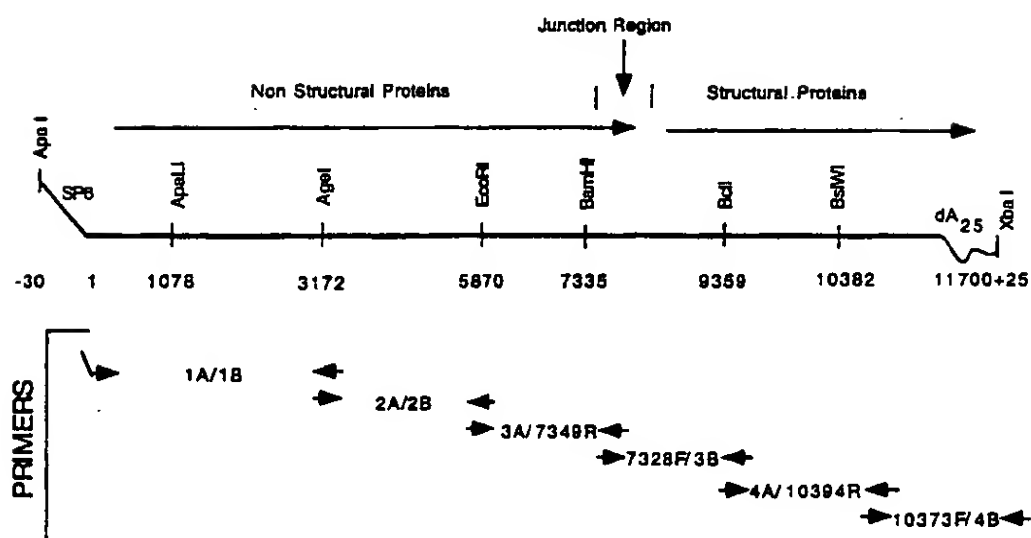 Junction Region
Non Structural Proteins
Structural Proteins
Apa I
SP6
ApaLI
AgeI
EcoRI
BamHI
BclI
BsiWI
dA25
Xba I
-30 1 1078 3172 5870 7335 9359 10382 11700+25
PRIMERS
1A/1B
2A/2B
3A/7349R
7328F/3B
4A/10394R
10373F/4B